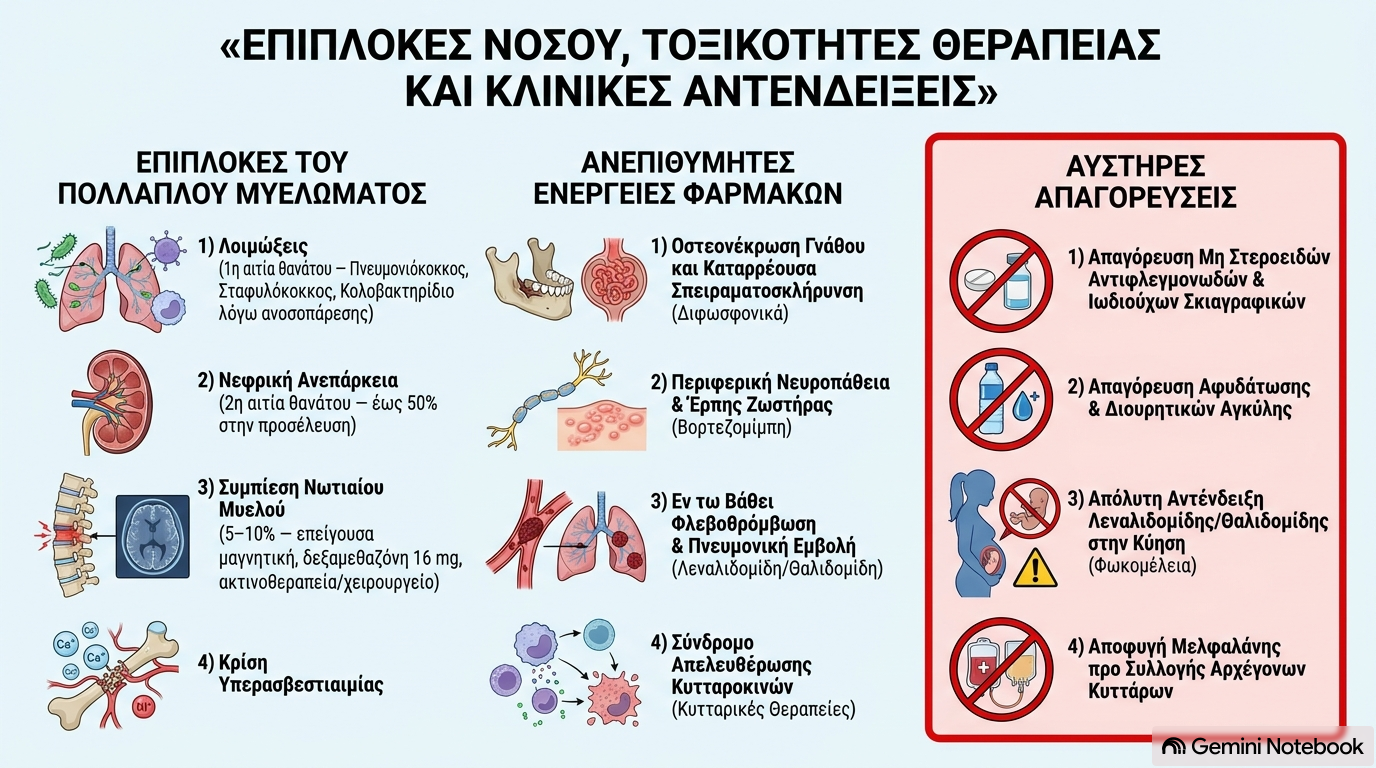 «ΕΠΙΠΛΟΚΕΣ ΝΟΣΟΥ, ΤΟΞΙΚΟΤΗΤΕΣ ΘΕΡΑΠΕΙΑΣ
ΚΑΙ ΚΛΙΝΙΚΕΣ ΑΝΤΕΝΔΕΙΞΕΙΣ»
ΕΠΙΠΛΟΚΕΣ ΤΟΥ
ΠΟΛΛΑΠΛΟΥ ΜΥΕΛΩΜΑΤΟΣ
1) Λοιμώξεις
(1η αιτία θανάτου – Πνευμονιόκοκκος,
Σταφυλόκοκκος, Κολοβακτηρίδιο
λόγω ανοσοπάρεσης)
2) Νεφρική Ανεπάρκεια
(2η αιτία θανάτου – έως 50%
στην προσέλευση)
3) Συμπίεση Νωτιαίου
Μυελού
(5–10% – επείγουσα
μαγνητική, δεξαμεθαζόνη 16 mg,
ακτινοθεραπεία/χειρουργείο)
Ca²⁺
Ca²⁺
4) Κρίση
Υπερασβεστιαιμίας
ΑΝΕΠΙΘΥΜΗΤΕΣ
ΕΝΕΡΓΕΙΕΣ ΦΑΡΜΑΚΩΝ
1) Οστεονέκρωση Γνάθου
και Καταρρέουσα
Σπειραματοσκλήρυνση
(Διφωσφονικά)
2) Περιφερική Νευροπάθεια
& Έρπης Ζωστήρας
(Βορτεζομίμπη)
3) Εν τω Βάθει
Φλεβοθρόμβωση
& Πνευμονική Εμβολή
(Λεναλιδομίδη/Θαλιδομίδη)
4) Σύνδρομο
Απελευθέρωσης
Κυτταροκινών
(Κυτταρικές Θεραπείες)
ΑΥΣΤΗΡΕΣ
ΑΠΑΓΟΡΕΥΣΕΙΣ
1) Απαγόρευση Μη Στεροειδών
Αντιφλεγμονωδών &
Ιωδιούχων Σκιαγραφικών
2) Απαγόρευση Αφυδάτωσης
& Διουρητικών Αγκύλης
3) Απόλυτη Αντένδειξη
Λεναλιδομίδης/Θαλιδομίδης
στην Κύηση
(Φωκομέλεια)
4) Αποφυγή Μελφαλάνης
προ Συλλογής Αρχέγονων
Κυττάρων
Gemini Notebook